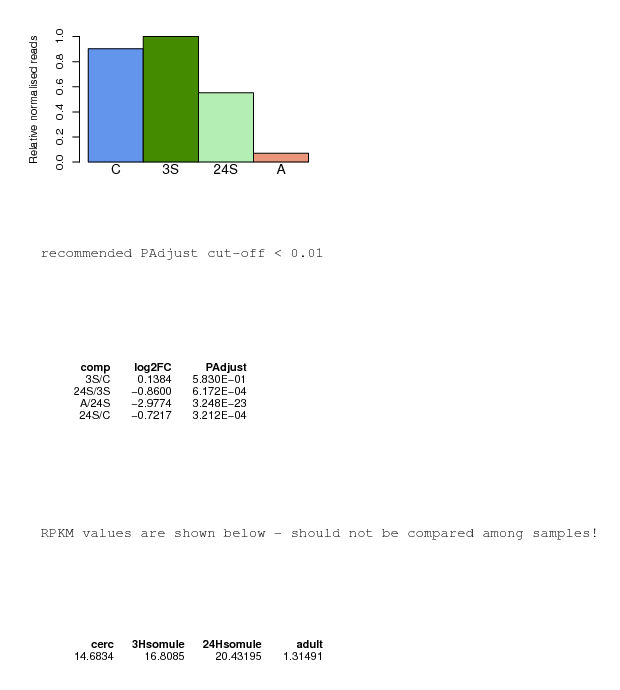 Relative normalised reads
1.0
0.8
0.6
0.4
0.2
0.0
C 3S 24S A
recommended PAdjust cut-off < 0.01
comp log2FC PAdjust
3S/C 0.1384 5.830E−01
24S/3S −0.8600 6.172E−04
A/24S −2.9774 3.248E−23
24S/C −0.7217 3.212E−04
RPKM values are shown below - should not be compared among samples!
cerc 3Hsomule 24Hsomule adult
14.6834 16.8085 20.43195 1.31491